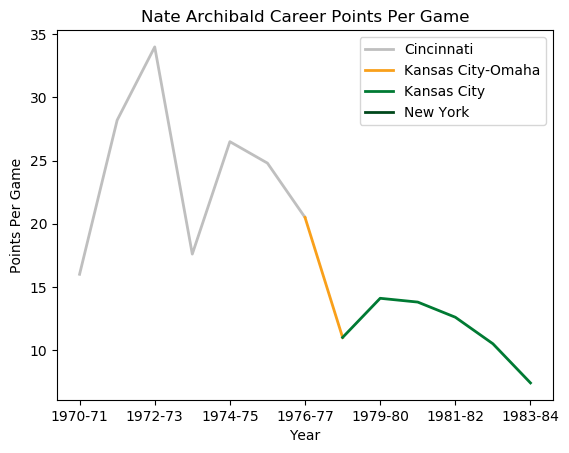 Nate Archibald Career Points Per Game
Cincinnati
Kansas City-Omaha
Kansas City
New York
35
30
25
20
15
10
Points Per Game
1970-71 1972-73 1974-75 1976-77 1979-80 1981-82 1983-84
Year